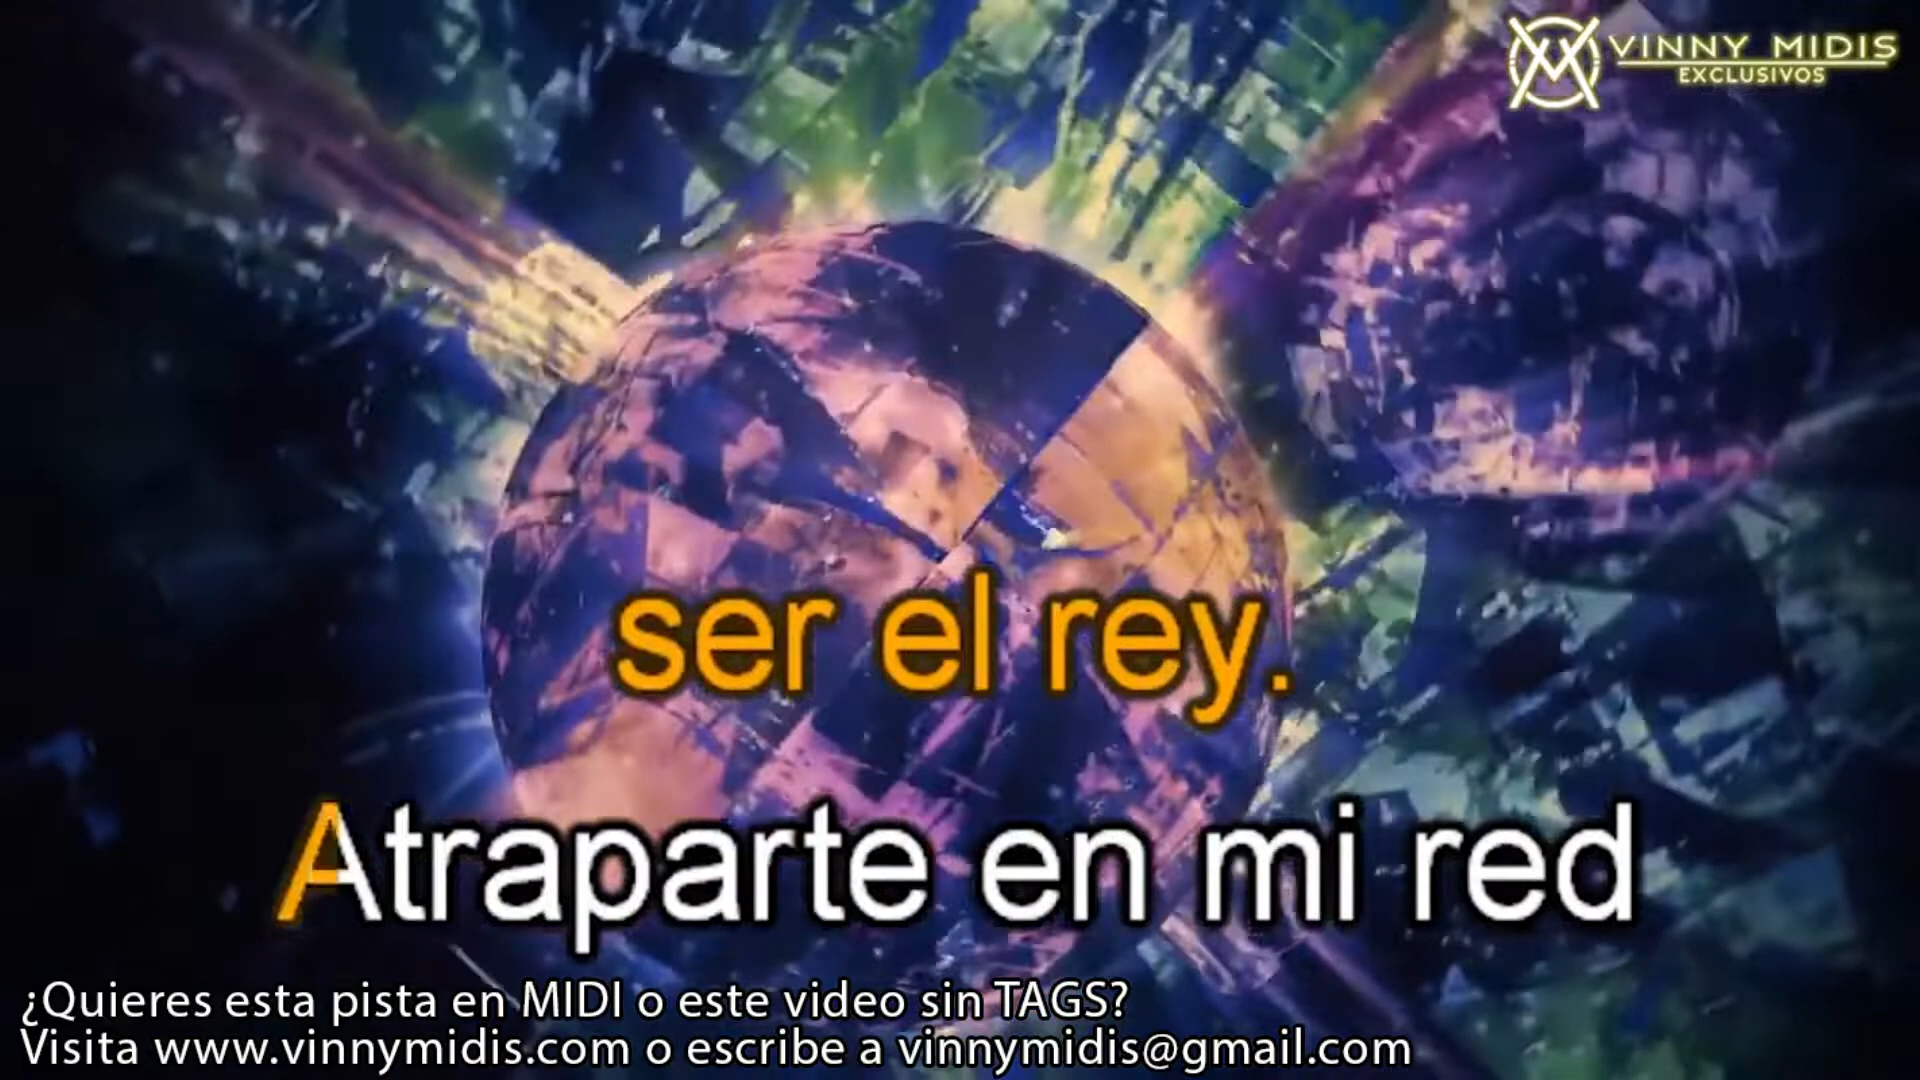 VINNY MIDIS
EXCLUSIVOS
ser el rey.
Atraparte en mi red
¿Quieres esta pista en MIDI o este video sin TAGS?
Visita www.vinnymidis.com o escribe a vinnymidis@gmail.com